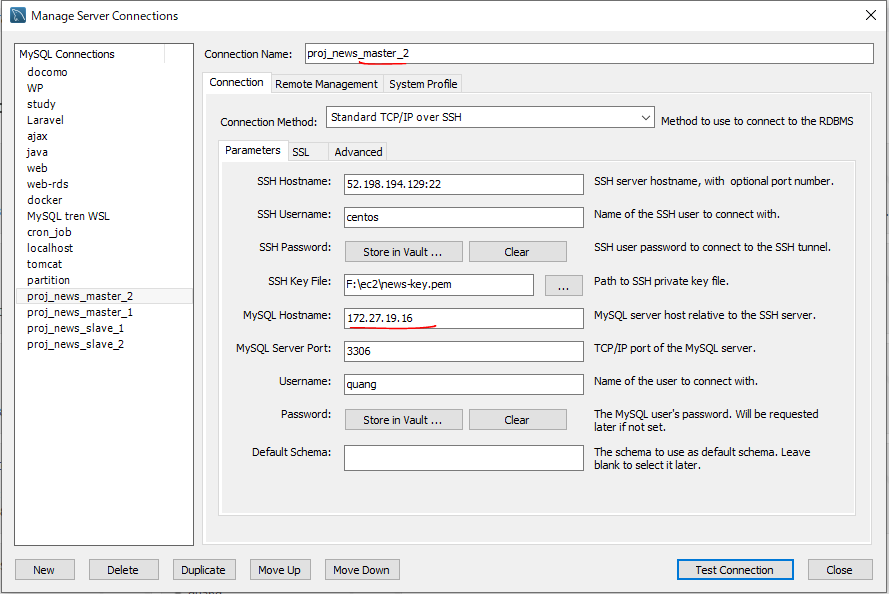 Manage Server Connections
MySQL Connections
docomo
WP
study
Laravel
ajax
java
web
web-rds
docker
MySQL tren WSL
cron_job
localhost
tomcat
partition
proj_news_master_2
proj_news_master_1
proj_news_slave_1
proj_news_slave_2
Connection Name: proj_news_master_2
Connection Remote Management System Profile
Connection Method: Standard TCP/IP over SSH Method to use to connect to the RDBMS
Parameters SSL Advanced
SSH Hostname: 52.198.194.129:22 SSH server hostname, with optional port number.
SSH Username: centos Name of the SSH user to connect with.
SSH Password: Store in Vault ... Clear SSH user password to connect to the SSH tunnel.
SSH Key File: F:\ec2\news-key.pem ... Path to SSH private key file.
MySQL Hostname: 172.27.19.16 MySQL server host relative to the SSH server.
MySQL Server Port: 3306 TCP/IP port of the MySQL server.
Username: quang Name of the user to connect with.
Password: Store in Vault ... Clear The MySQL user's password. Will be requested
later if not set.
Default Schema: The schema to use as default schema. Leave
blank to select it later.
New Delete Duplicate Move Up Move Down Test Connection Close